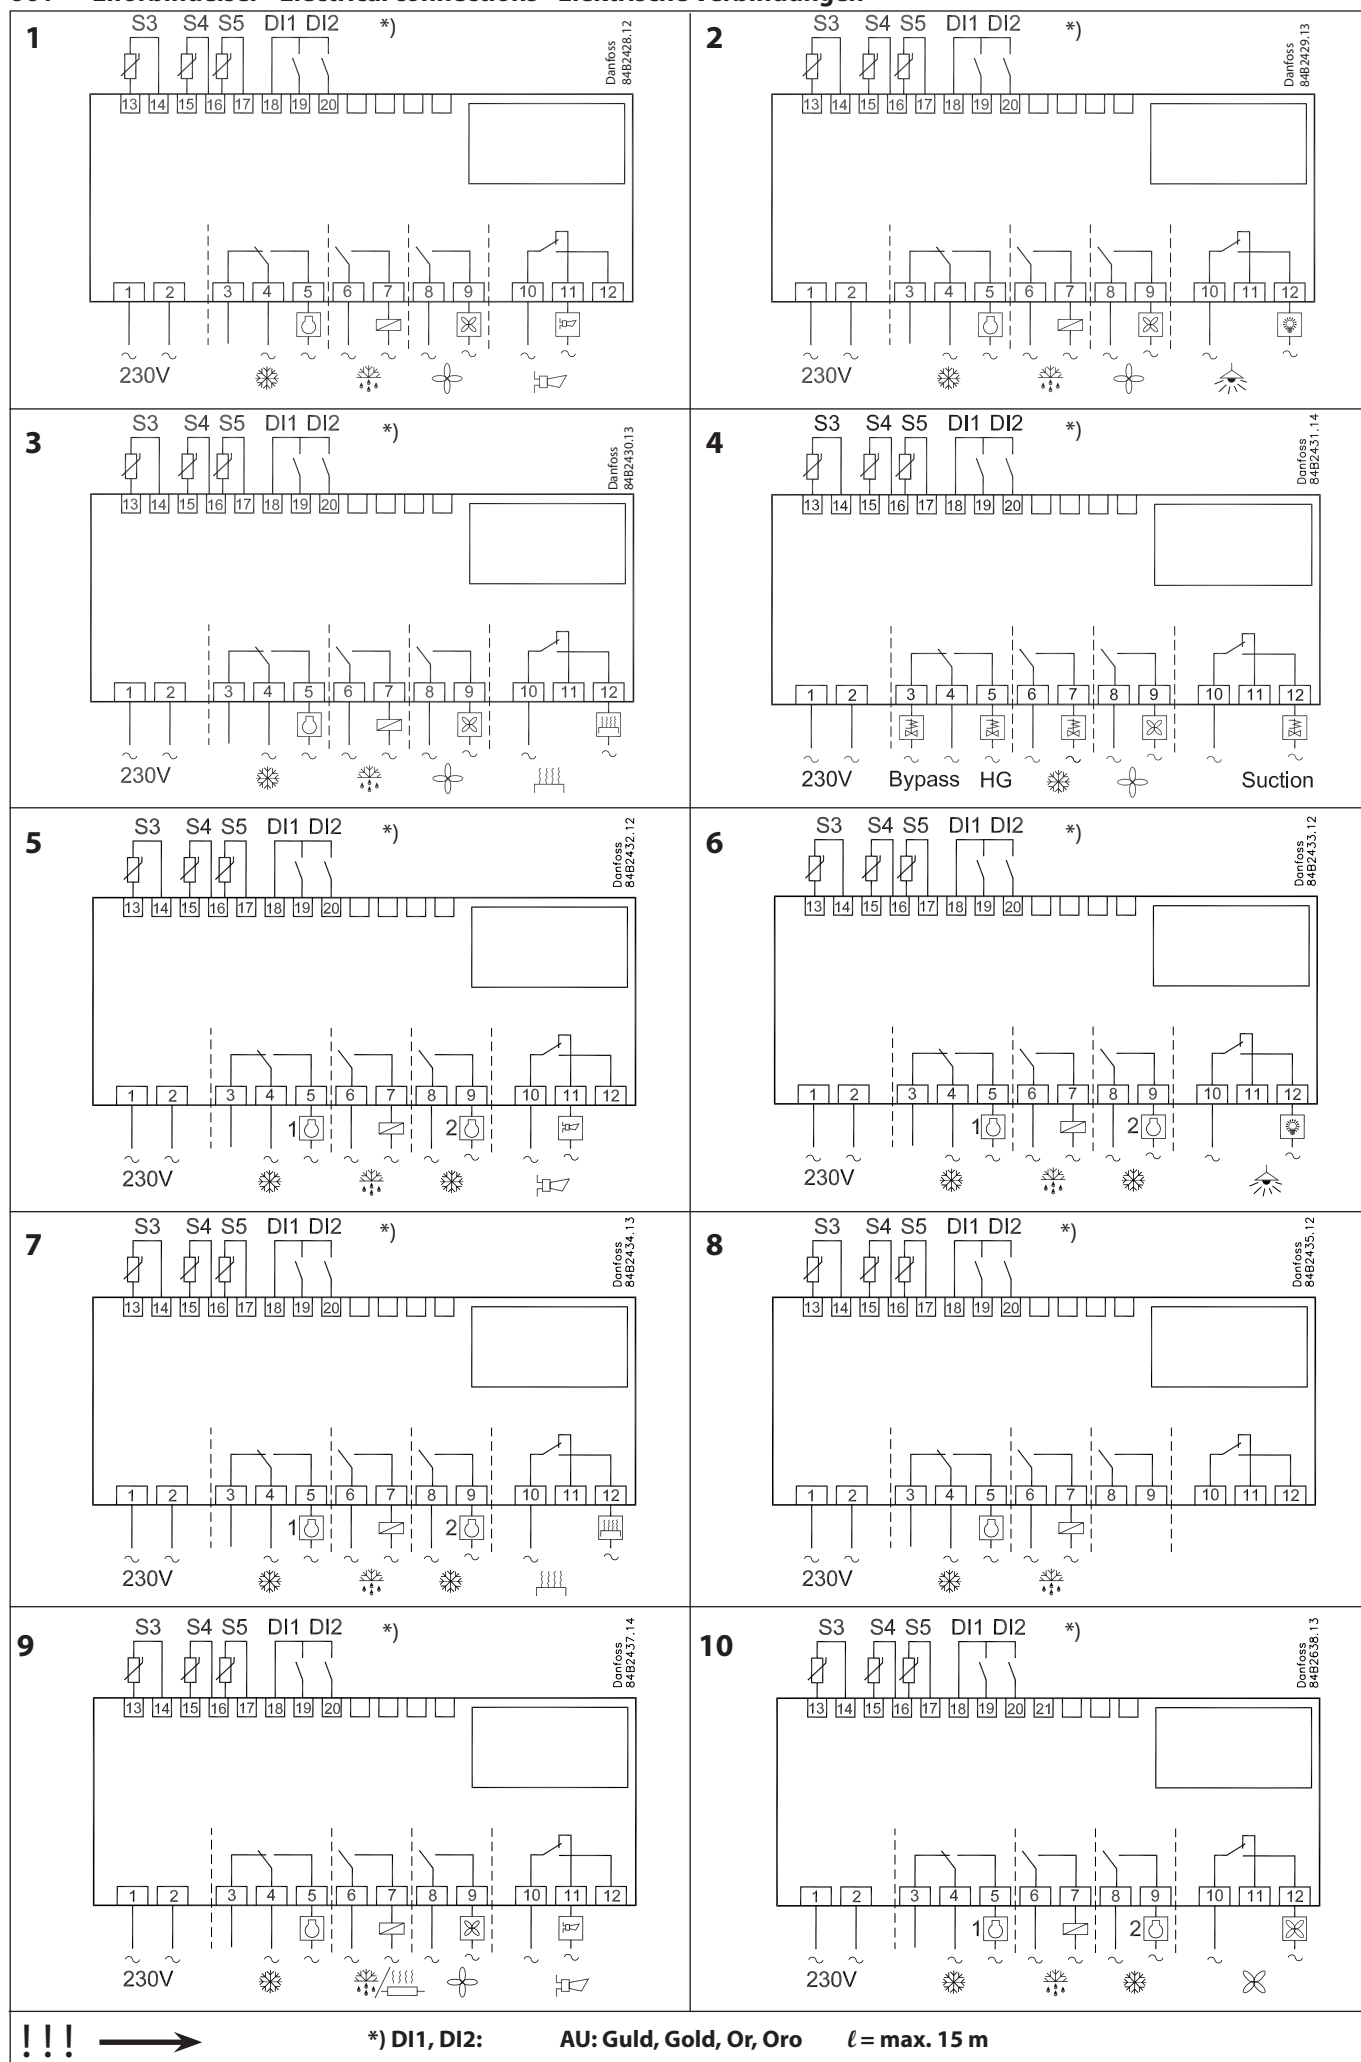 Elforbindelser - Electrical connections - Elektrische Verbindungen
1
S3 S4 S5 DI1 DI2 *)
Danfoss
84B2428.12
13 14 15 16 17 18 19 20
1 2 3 4 5 6 7 8 9 10 11 12
230V
2
S3 S4 S5 DI1 DI2 *)
Danfoss
84B2429.13
13 14 15 16 17 18 19 20
1 2 3 4 5 6 7 8 9 10 11 12
230V
3
S3 S4 S5 DI1 DI2 *)
Danfoss
84B2430.13
13 14 15 16 17 18 19 20
1 2 3 4 5 6 7 8 9 10 11 12
230V
4
S3 S4 S5 DI1 DI2 *)
Danfoss
84B2431.14
13 14 15 16 17 18 19 20
1 2 3 4 5 6 7 8 9 10 11 12
230V Bypass HG Suction
5
S3 S4 S5 DI1 DI2 *)
Danfoss
84B2432.12
13 14 15 16 17 18 19 20
1 2 3 4 5 6 7 8 9 10 11 12
1 2
230V
6
S3 S4 S5 DI1 DI2 *)
Danfoss
84B2433.12
13 14 15 16 17 18 19 20
1 2 3 4 5 6 7 8 9 10 11 12
1 2
230V
7
S3 S4 S5 DI1 DI2 *)
Danfoss
84B2434.13
13 14 15 16 17 18 19 20
1 2 3 4 5 6 7 8 9 10 11 12
1 2
230V
8
S3 S4 S5 DI1 DI2 *)
Danfoss
84B2435.12
13 14 15 16 17 18 19 20
1 2 3 4 5 6 7 8 9 10 11 12
230V
9
S3 S4 S5 DI1 DI2 *)
Danfoss
84B2437.14
13 14 15 16 17 18 19 20
1 2 3 4 5 6 7 8 9 10 11 12
230V
10
S3 S4 S5 DI1 DI2 *)
Danfoss
84B2638.13
13 14 15 16 17 18 19 20 21
1 2 3 4 5 6 7 8 9 10 11 12
1 2
230V
!!! *) DI1, DI2: AU: Guld, Gold, Or, Oro ℓ = max. 15 m